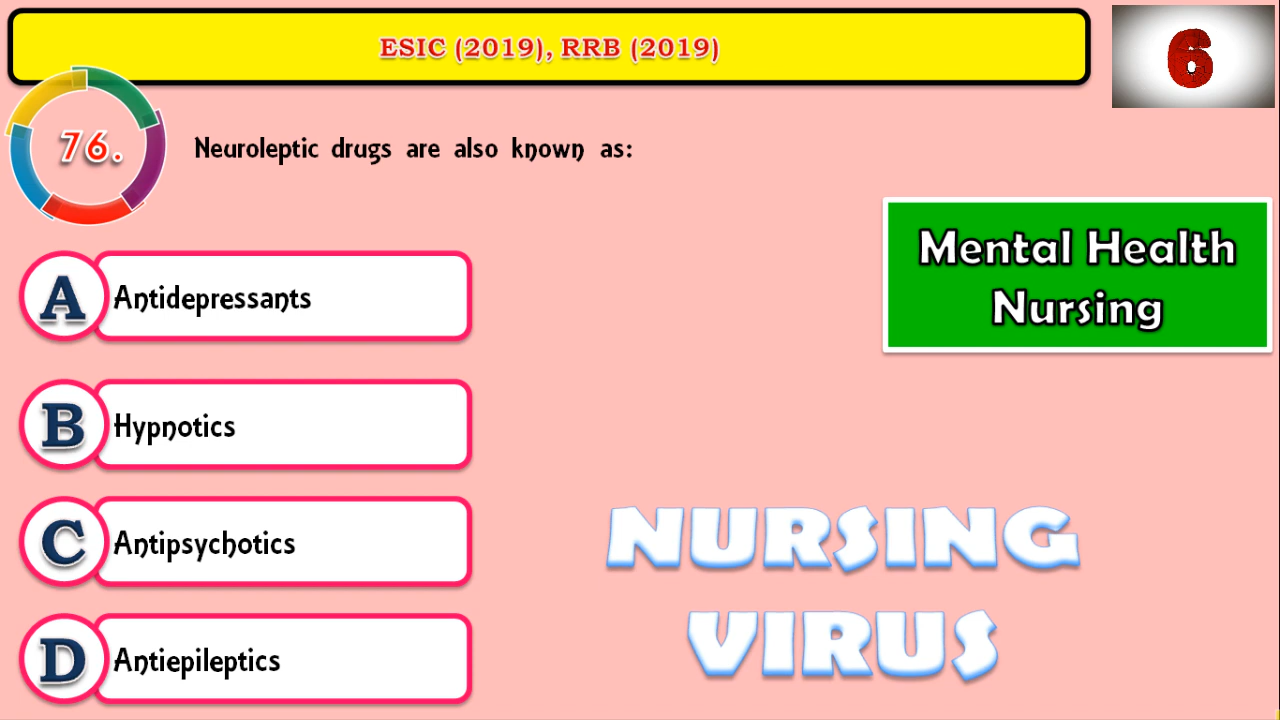 ESIC (2019), RRB (2019)
6
76.
Neuroleptic drugs are also known as:
Mental Health
Nursing
A
Antidepressants
B
Hypnotics
C
Antipsychotics
D
Antiepileptics
NURSING
VIRUS